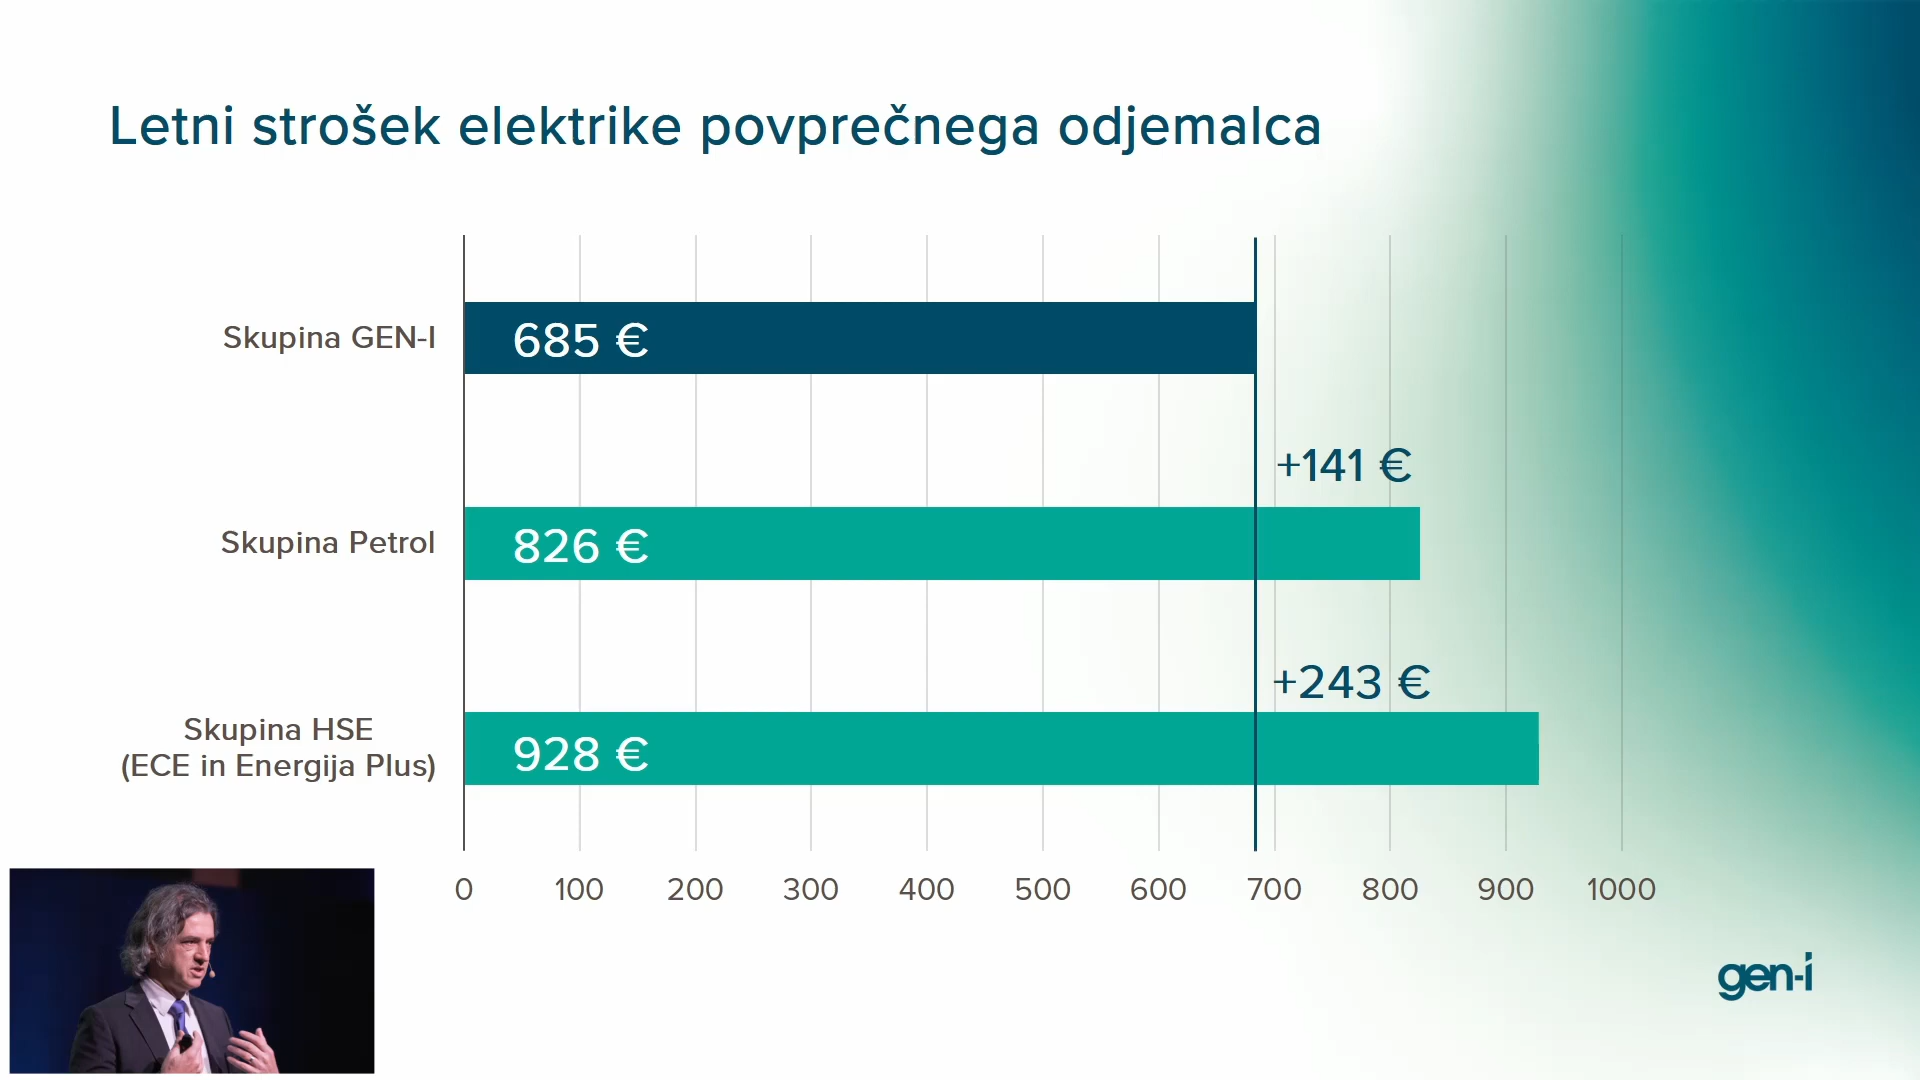 Letni strošek elektrike povprečnega odjemalca
Skupina GEN-I
685 €
+141 €
Skupina Petrol
826 €
+243 €
Skupina HSE
(ECE in Energija Plus)
928 €
0 100 200 300 400 500 600 700 800 900 1000
gen-i